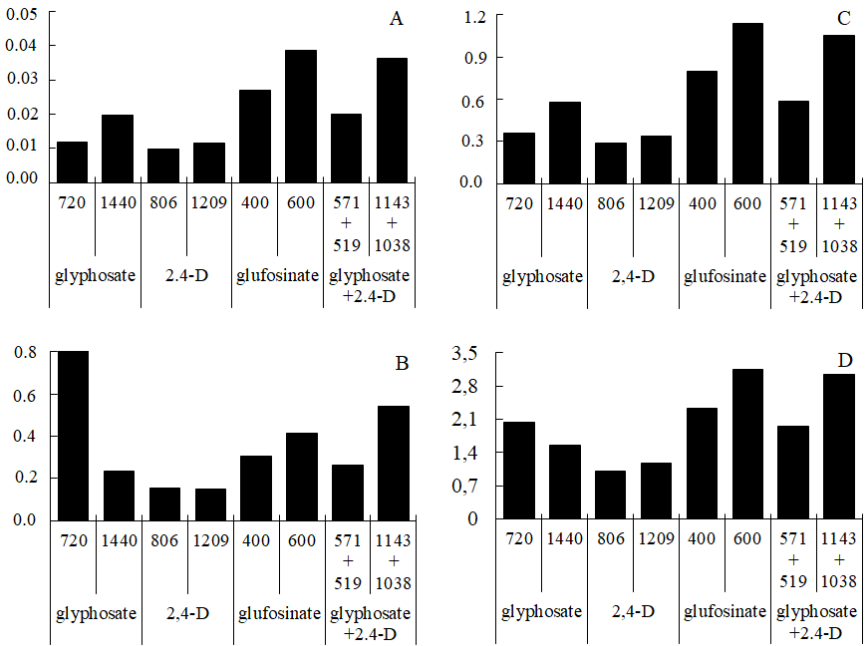 A
0.05
0.04
0.03
0.02
0.01
0.00
720 1440 806 1209 400 600 571 + 519 1143 + 1038
glyphosate 2.4-D glufosinate glyphosate
+2.4-D
C
1.2
0.9
0.6
0.3
0.0
720 1440 806 1209 400 600 571 + 519 1143 + 1038
glyphosate 2,4-D glufosinate glyphosate
+2.4-D
B
0.8
0.6
0.4
0.2
0.0
720 1440 806 1209 400 600 571 + 519 1143 + 1038
glyphosate 2,4-D glufosinate glyphosate
+2.4-D
D
3,5
2,8
2,1
1,4
0,7
0
720 1440 806 1209 400 600 571 + 519 1143 + 1038
glyphosate 2,4-D glufosinate glyphosate
+2.4-D